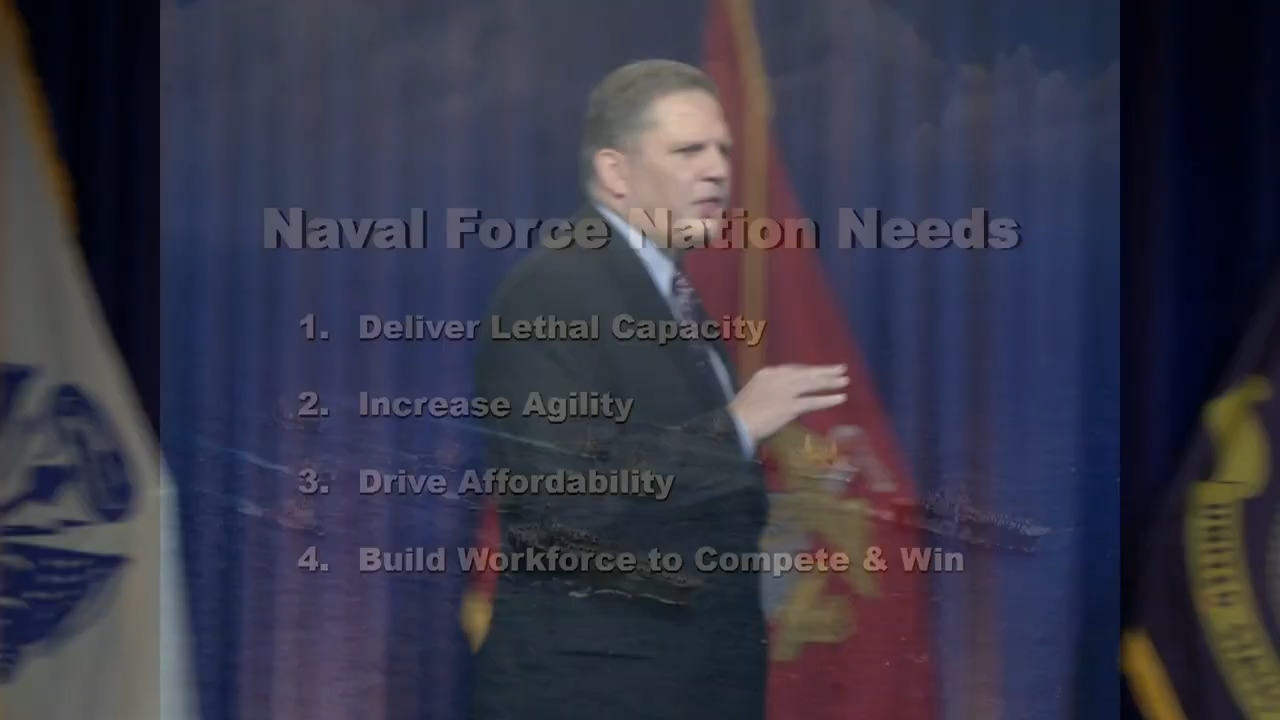 Naval Force Nation Needs
1. Deliver Lethal Capacity
2. Increase Agility
3. Drive Affordability
4. Build Workforce to Compete & Win